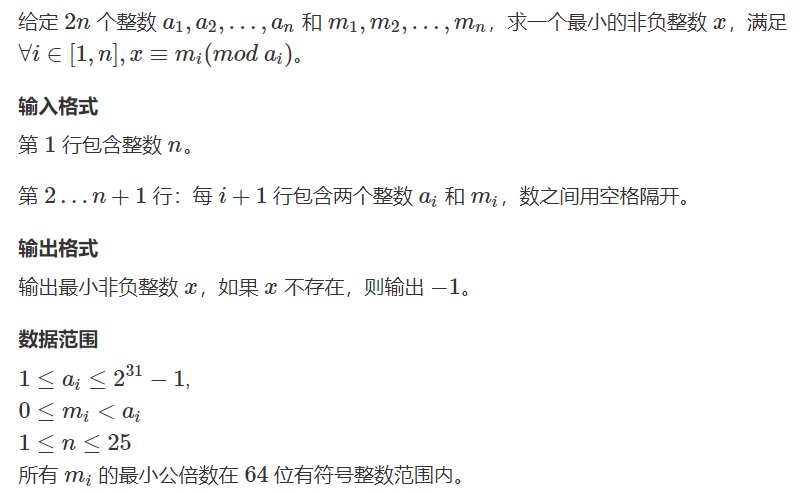 给定 $2n$ 个整数 $a_1, a_2, \ldots, a_n$ 和 $m_1, m_2, \ldots, m_n$，求一个最小的非负整数 $x$，满足
$\forall i \in [1, n], x \equiv m_i (mod\ a_i)$。
输入格式
第 $1$ 行包含整数 $n$。
第 $2 \ldots n + 1$ 行：每 $i + 1$ 行包含两个整数 $a_i$ 和 $m_i$，数之间用空格隔开。
输出格式
输出最小非负整数 $x$，如果 $x$ 不存在，则输出 $-1$。
数据范围
$1 \le a_i \le 2^{31} - 1$,
$0 \le m_i < a_i$
$1 \le n \le 25$
所有 $m_i$ 的最小公倍数在 $64$ 位有符号整数范围内。